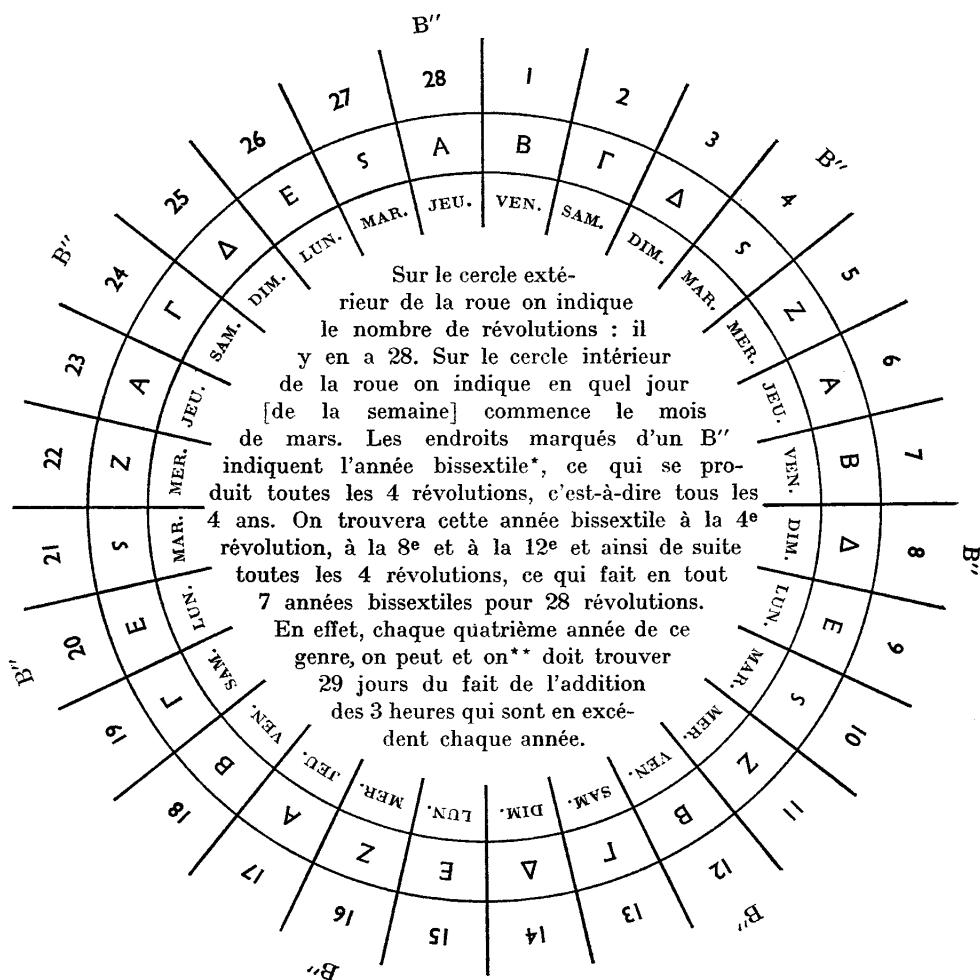 1 B VEN.
2 Γ SAM.
3 Δ DIM.
B″ 4 S MAR.
5 Z MER.
6 A JEU.
7 B VEN.
B″ 8 Δ DIM.
9 E LUN.
10 S MAR.
11 Z MER.
B″ 12 B VEN.
13 Γ SAM.
14 Δ DIM.
15 E LUN.
B″ 16 Z MER.
17 A JEU.
18 B VEN.
19 Γ SAM.
B″ 20 E LUN.
21 S MAR.
22 Z MER.
23 A JEU.
B″ 24 Γ SAM.
25 Δ DIM.
26 E LUN.
27 S MAR.
B″ 28 A JEU.
Sur le cercle exté-
rieur de la roue on indique
le nombre de révolutions : il
y en a 28. Sur le cercle intérieur
de la roue on indique en quel jour
[de la semaine] commence le mois
de mars. Les endroits marqués d'un B″
indiquent l'année bissextile*, ce qui se pro-
duit toutes les 4 révolutions, c'est-à-dire tous les
4 ans. On trouvera cette année bissextile à la 4e
révolution, à la 8e et à la 12e et ainsi de suite
toutes les 4 révolutions, ce qui fait en tout
7 années bissextiles pour 28 révolutions.
En effet, chaque quatrième année de ce
genre, on peut et on** doit trouver
29 jours du fait de l'addition
des 3 heures qui sont en excé-
dent chaque année.